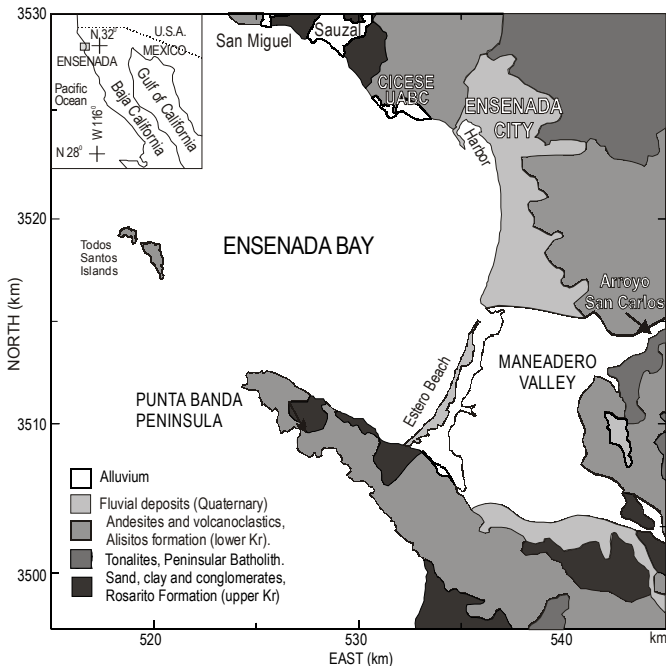 3530
N 32°
U.S.A.
MEXICO
ENSENADA
Pacific
Ocean
W 116°
Baja California
Gulf of California
N 28°
San Miguel
Sauzal
CICESE
UABC
ENSENADA
CITY
Harbor
3520
Todos
Santos
Islands
ENSENADA BAY
Arroyo
San Carlos
NORTH (km)
MANEADERO
VALLEY
Estero Beach
PUNTA BANDA
PENINSULA
3510
Alluvium
Fluvial deposits (Quaternary)
Andesites and volcanoclastics,
Alisitos formation (lower Kr).
Tonalites, Peninsular Batholith.
Sand, clay and conglomerates,
Rosarito Formation (upper Kr)
3500
520
530
540
km
EAST (km)